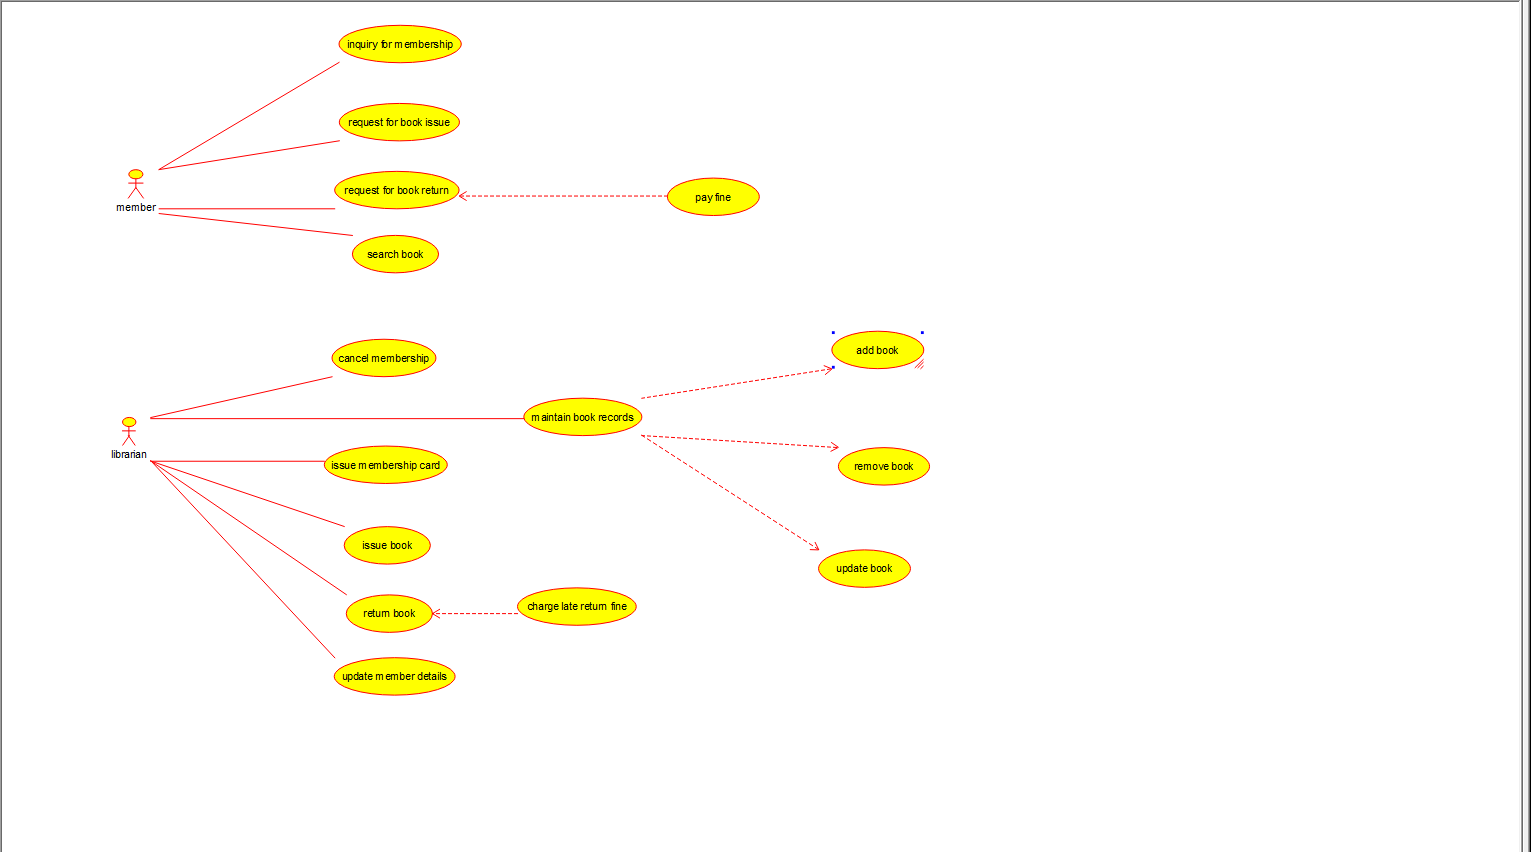 inquiry for membership
request for book issue
request for book return
pay fine
member
search book
add book
cancel membership
maintain book records
librarian
issue membership card
remove book
issue book
update book
return book
charge late return fine
update member details